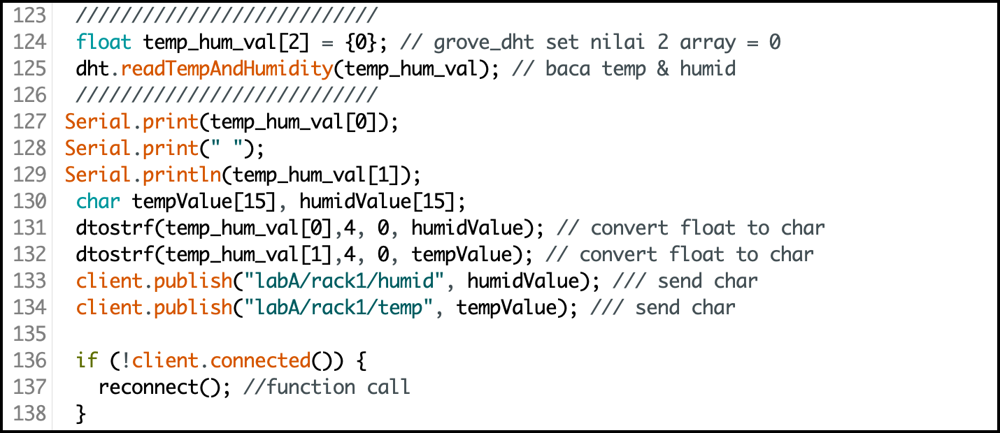 123 ///////////////////////////
124 float temp_hum_val[2] = {0}; // grove_dht set nilai 2 array = 0
125 dht.readTempAndHumidity(temp_hum_val); // baca temp & humid
126 ///////////////////////////
127 Serial.print(temp_hum_val[0]);
128 Serial.print(" ");
129 Serial.println(temp_hum_val[1]);
130 char tempValue[15], humidValue[15];
131 dtostrf(temp_hum_val[0],4, 0, humidValue); // convert float to char
132 dtostrf(temp_hum_val[1],4, 0, tempValue); // convert float to char
133 client.publish("labA/rack1/humid", humidValue); /// send char
134 client.publish("labA/rack1/temp", tempValue); /// send char
135
136 if (!client.connected()) {
137 reconnect(); //function call
138 }